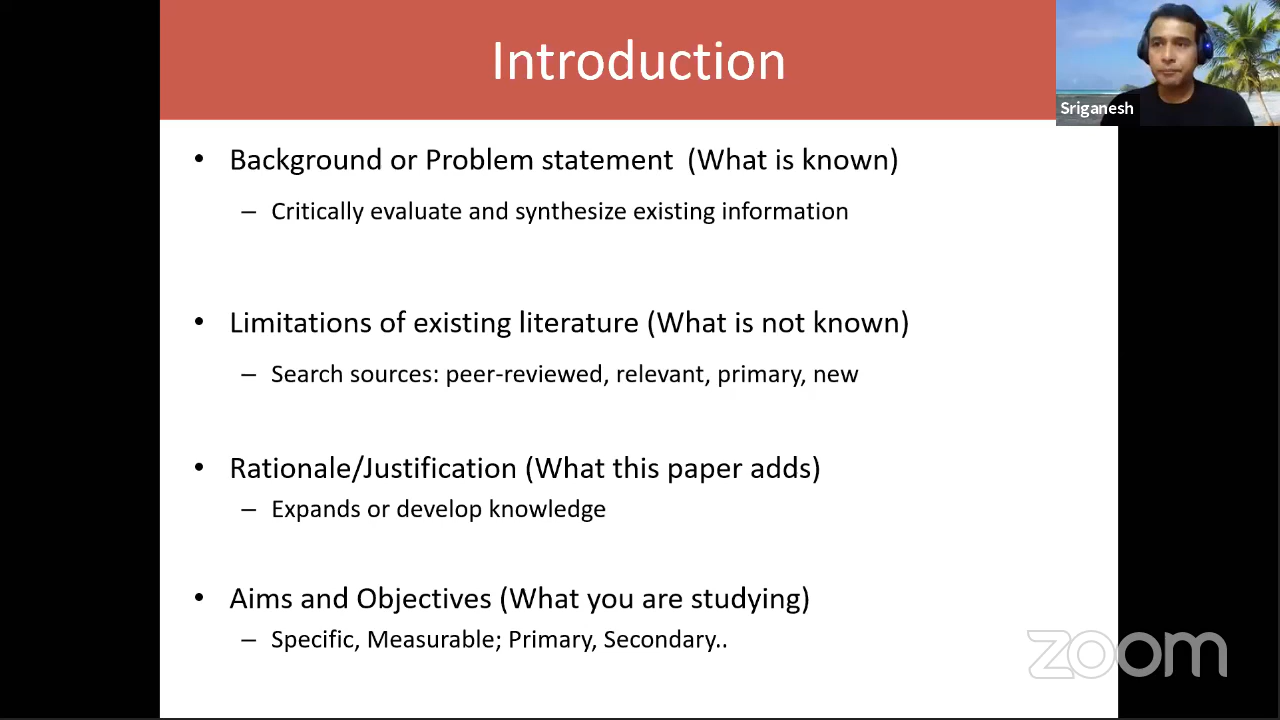 Introduction
Sriganesh
• Background or Problem statement (What is known)
– Critically evaluate and synthesize existing information
• Limitations of existing literature (What is not known)
– Search sources: peer-reviewed, relevant, primary, new
• Rationale/Justification (What this paper adds)
– Expands or develop knowledge
• Aims and Objectives (What you are studying)
– Specific, Measurable; Primary, Secondary..
zoom